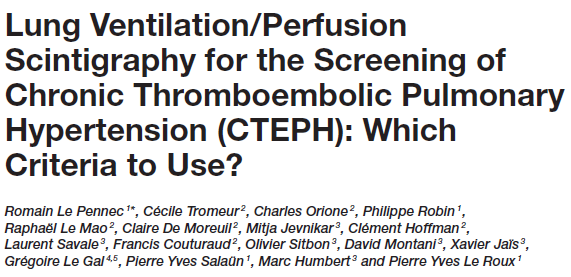 Lung Ventilation/Perfusion
Scintigraphy for the Screening of
Chronic Thromboembolic Pulmonary
Hypertension (CTEPH): Which
Criteria to Use?
Romain Le Pennec 1*, Cécile Tromeur 2, Charles Orione 2, Philippe Robin 1,
Raphaël Le Mao 2, Claire De Moreuil 2, Mitja Jevnikar 3, Clément Hoffman 2,
Laurent Savale 3, Francis Couturaud 2, Olivier Sitbon 3, David Montani 3, Xavier Jaïs 3,
Grégoire Le Gal 4,5, Pierre Yves Salaün 1, Marc Humbert 3 and Pierre Yves Le Roux 1